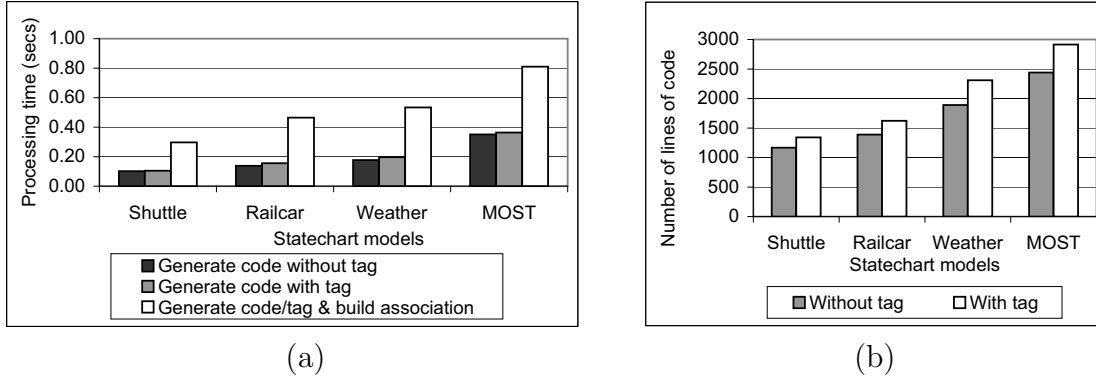 Processing time (secs)
1.00
0.80
0.60
0.40
0.20
0.00
Shuttle Railcar Weather MOST
Statechart models
Generate code without tag
Generate code with tag
Generate code/tag & build association
(a)
Number of lines of code
3000
2500
2000
1500
1000
500
0
Shuttle Railcar Weather MOST
Statechart models
Without tag With tag
(b)